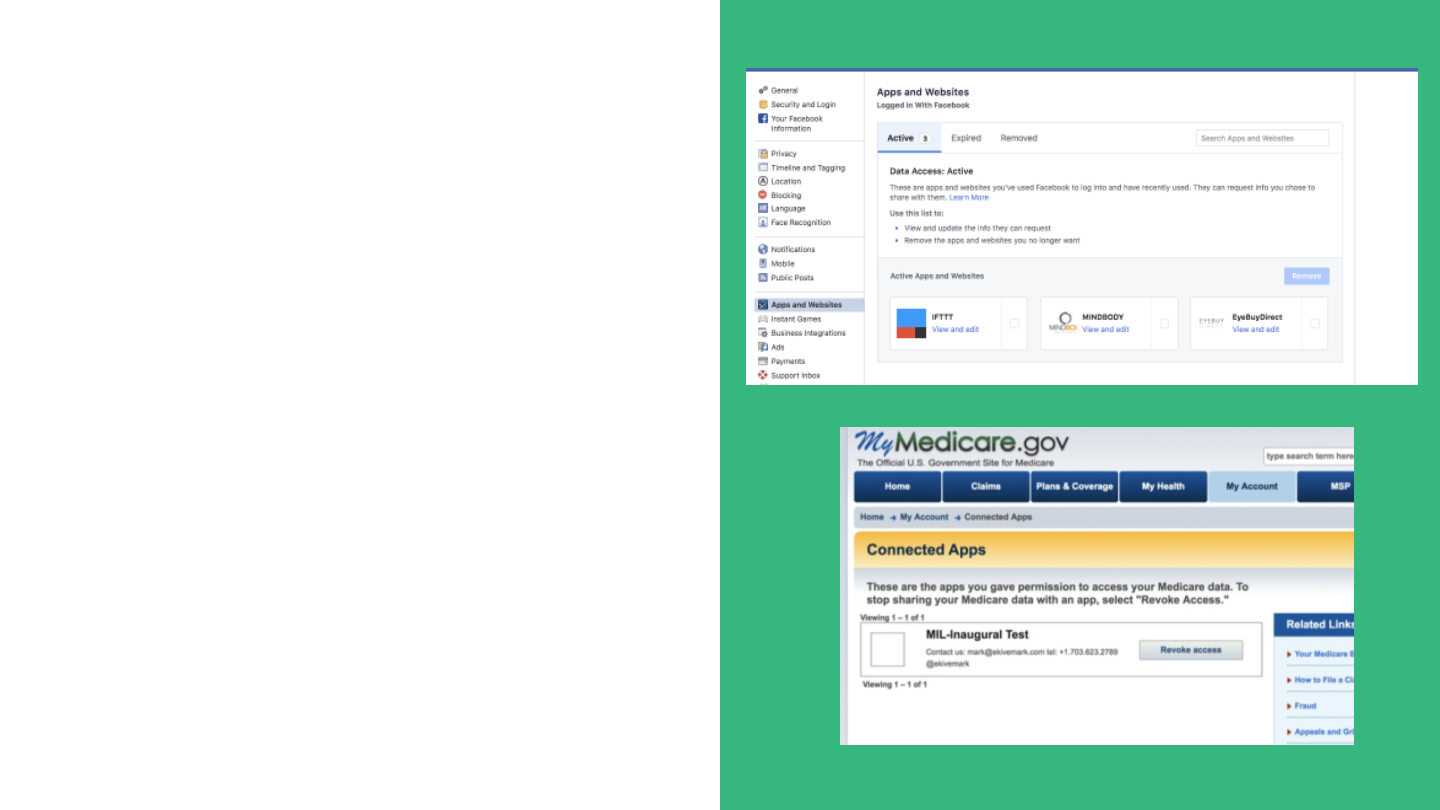 General
Security and Login
Your Facebook
Information
Privacy
Timeline and Tagging
Location
Blocking
Language
Face Recognition
Notifications
Mobile
Public Posts
Apps and Websites
Instant Games
Business Integrations
Ads
Payments
Support Inbox
Apps and Websites
Logged in With Facebook
Active 3 Expired Removed Search Apps and Websites
Data Access: Active
These are apps and websites you've used Facebook to log into and have recently used. They can request info you chose to
share with them. Learn More
Use this list to:
• View and update the info they can request
• Remove the apps and websites you no longer want
Active Apps and Websites Remove
IFTTT
View and edit
MINDBODY
View and edit
EYEBUY
EyeBuyDirect
View and edit
MyMedicare.gov
The Official U.S. Government Site for Medicare
type search term here
Home Claims Plans & Coverage My Health My Account MSP
Home → My Account → Connected Apps
Connected Apps
These are the apps you gave permission to access your Medicare data. To
stop sharing your Medicare data with an app, select "Revoke Access."
Viewing 1 – 1 of 1
MIL-Inaugural Test
Contact us: mark@ekivemark.com tel: +1.703.623.2789
@ekivemark
Revoke access
Viewing 1 – 1 of 1
Related Links
Your Medicare
How to File a
Fraud
Appeals and